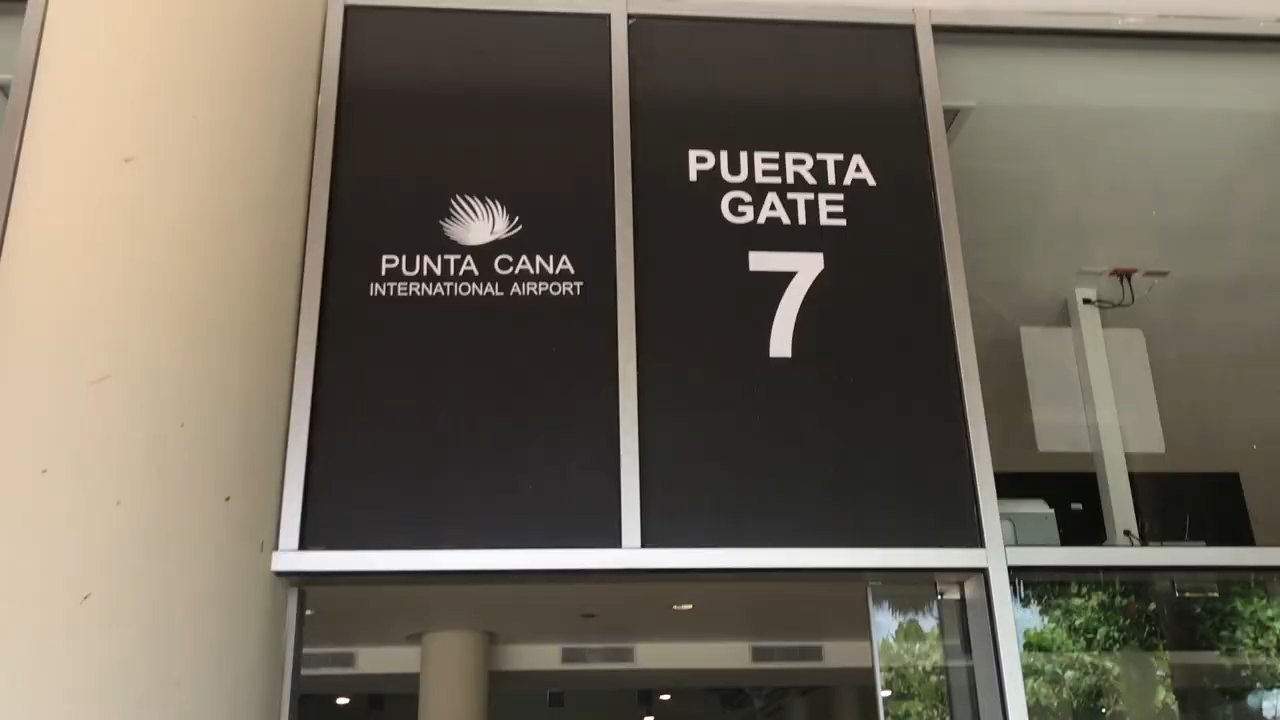 PUNTA CANA
INTERNATIONAL AIRPORT
PUERTA
GATE
7